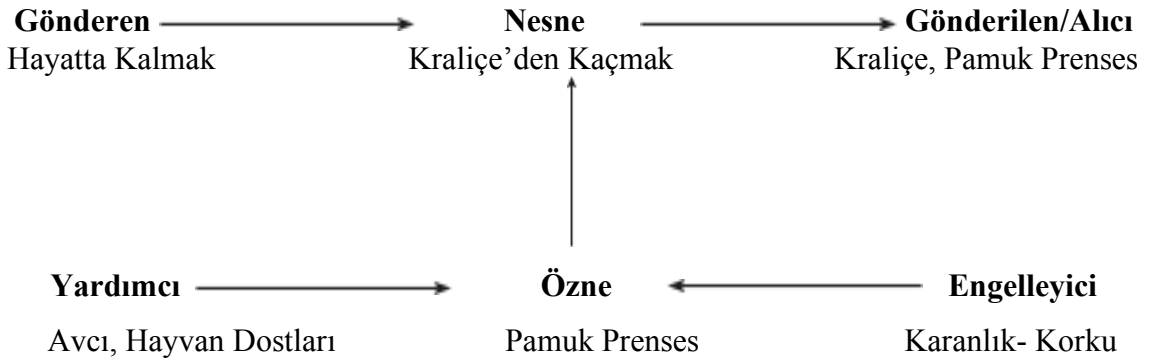 Gönderen Nesne Gönderilen/Alıcı
Hayatta Kalmak Kraliçe’den Kaçmak Kraliçe, Pamuk Prenses
Yardımcı Özne Engelleyici
Avcı, Hayvan Dostları Pamuk Prenses Karanlık- Korku